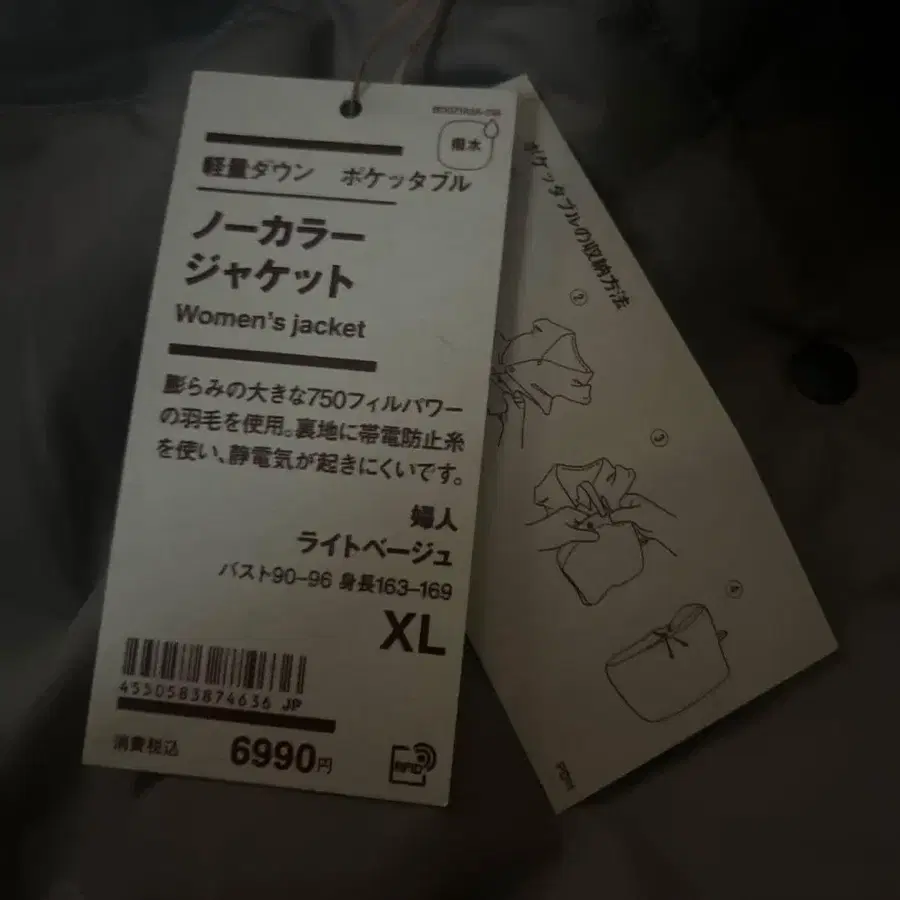 撥水
軽量ダウン ポケッタブル
ノーカラー
ジャケット
Women's jacket
膨らみの大きな750フィルパワー
の羽毛を使用。裏地に帯電防止糸
を使い、静電気が起きにくいです。
婦人
ライトベージュ
バスト90-96 身長163-169
XL
4550583874636 JP
消費税込 6990円
RFID
ポケッタブルの収納方法
②
③
④